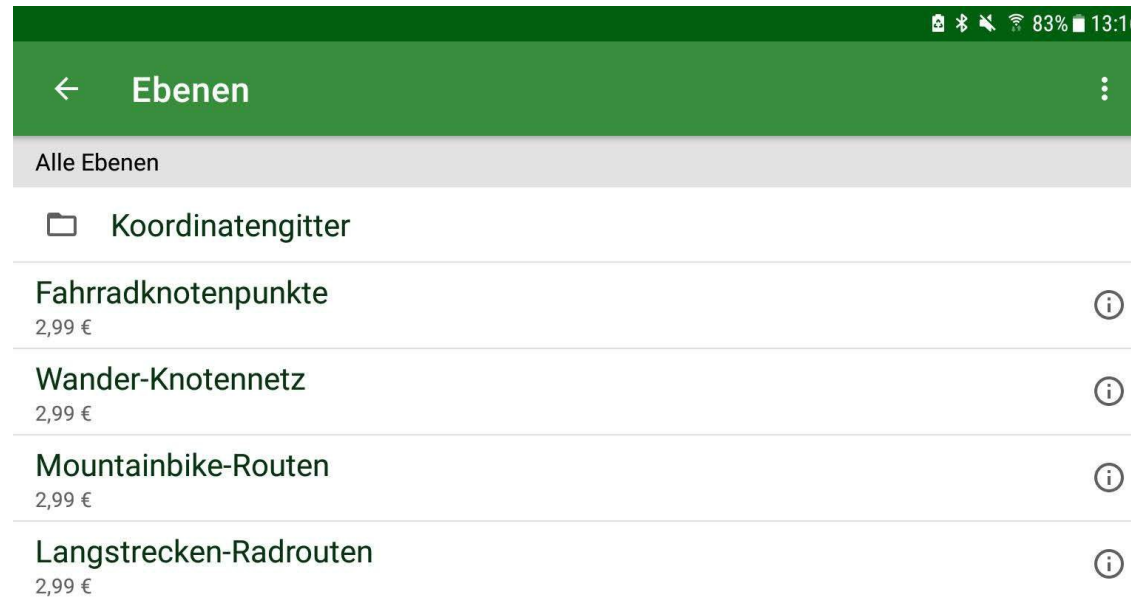 83% 13:1
Ebenen
Alle Ebenen
Koordinatengitter
Fahrradknotenpunkte
2,99 €
Wander-Knotennetz
2,99 €
Mountainbike-Routen
2,99 €
Langstrecken-Radrouten
2,99 €